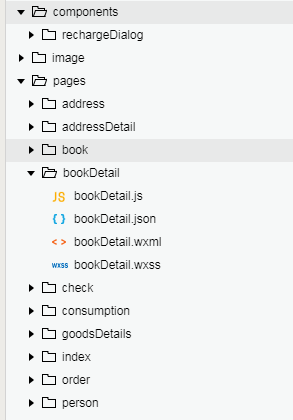 components
rechargeDialog
image
pages
address
addressDetail
book
bookDetail
JS bookDetail.js
{ } bookDetail.json
< > bookDetail.wxml
wxss bookDetail.wxss
check
consumption
goodsDetails
index
order
person